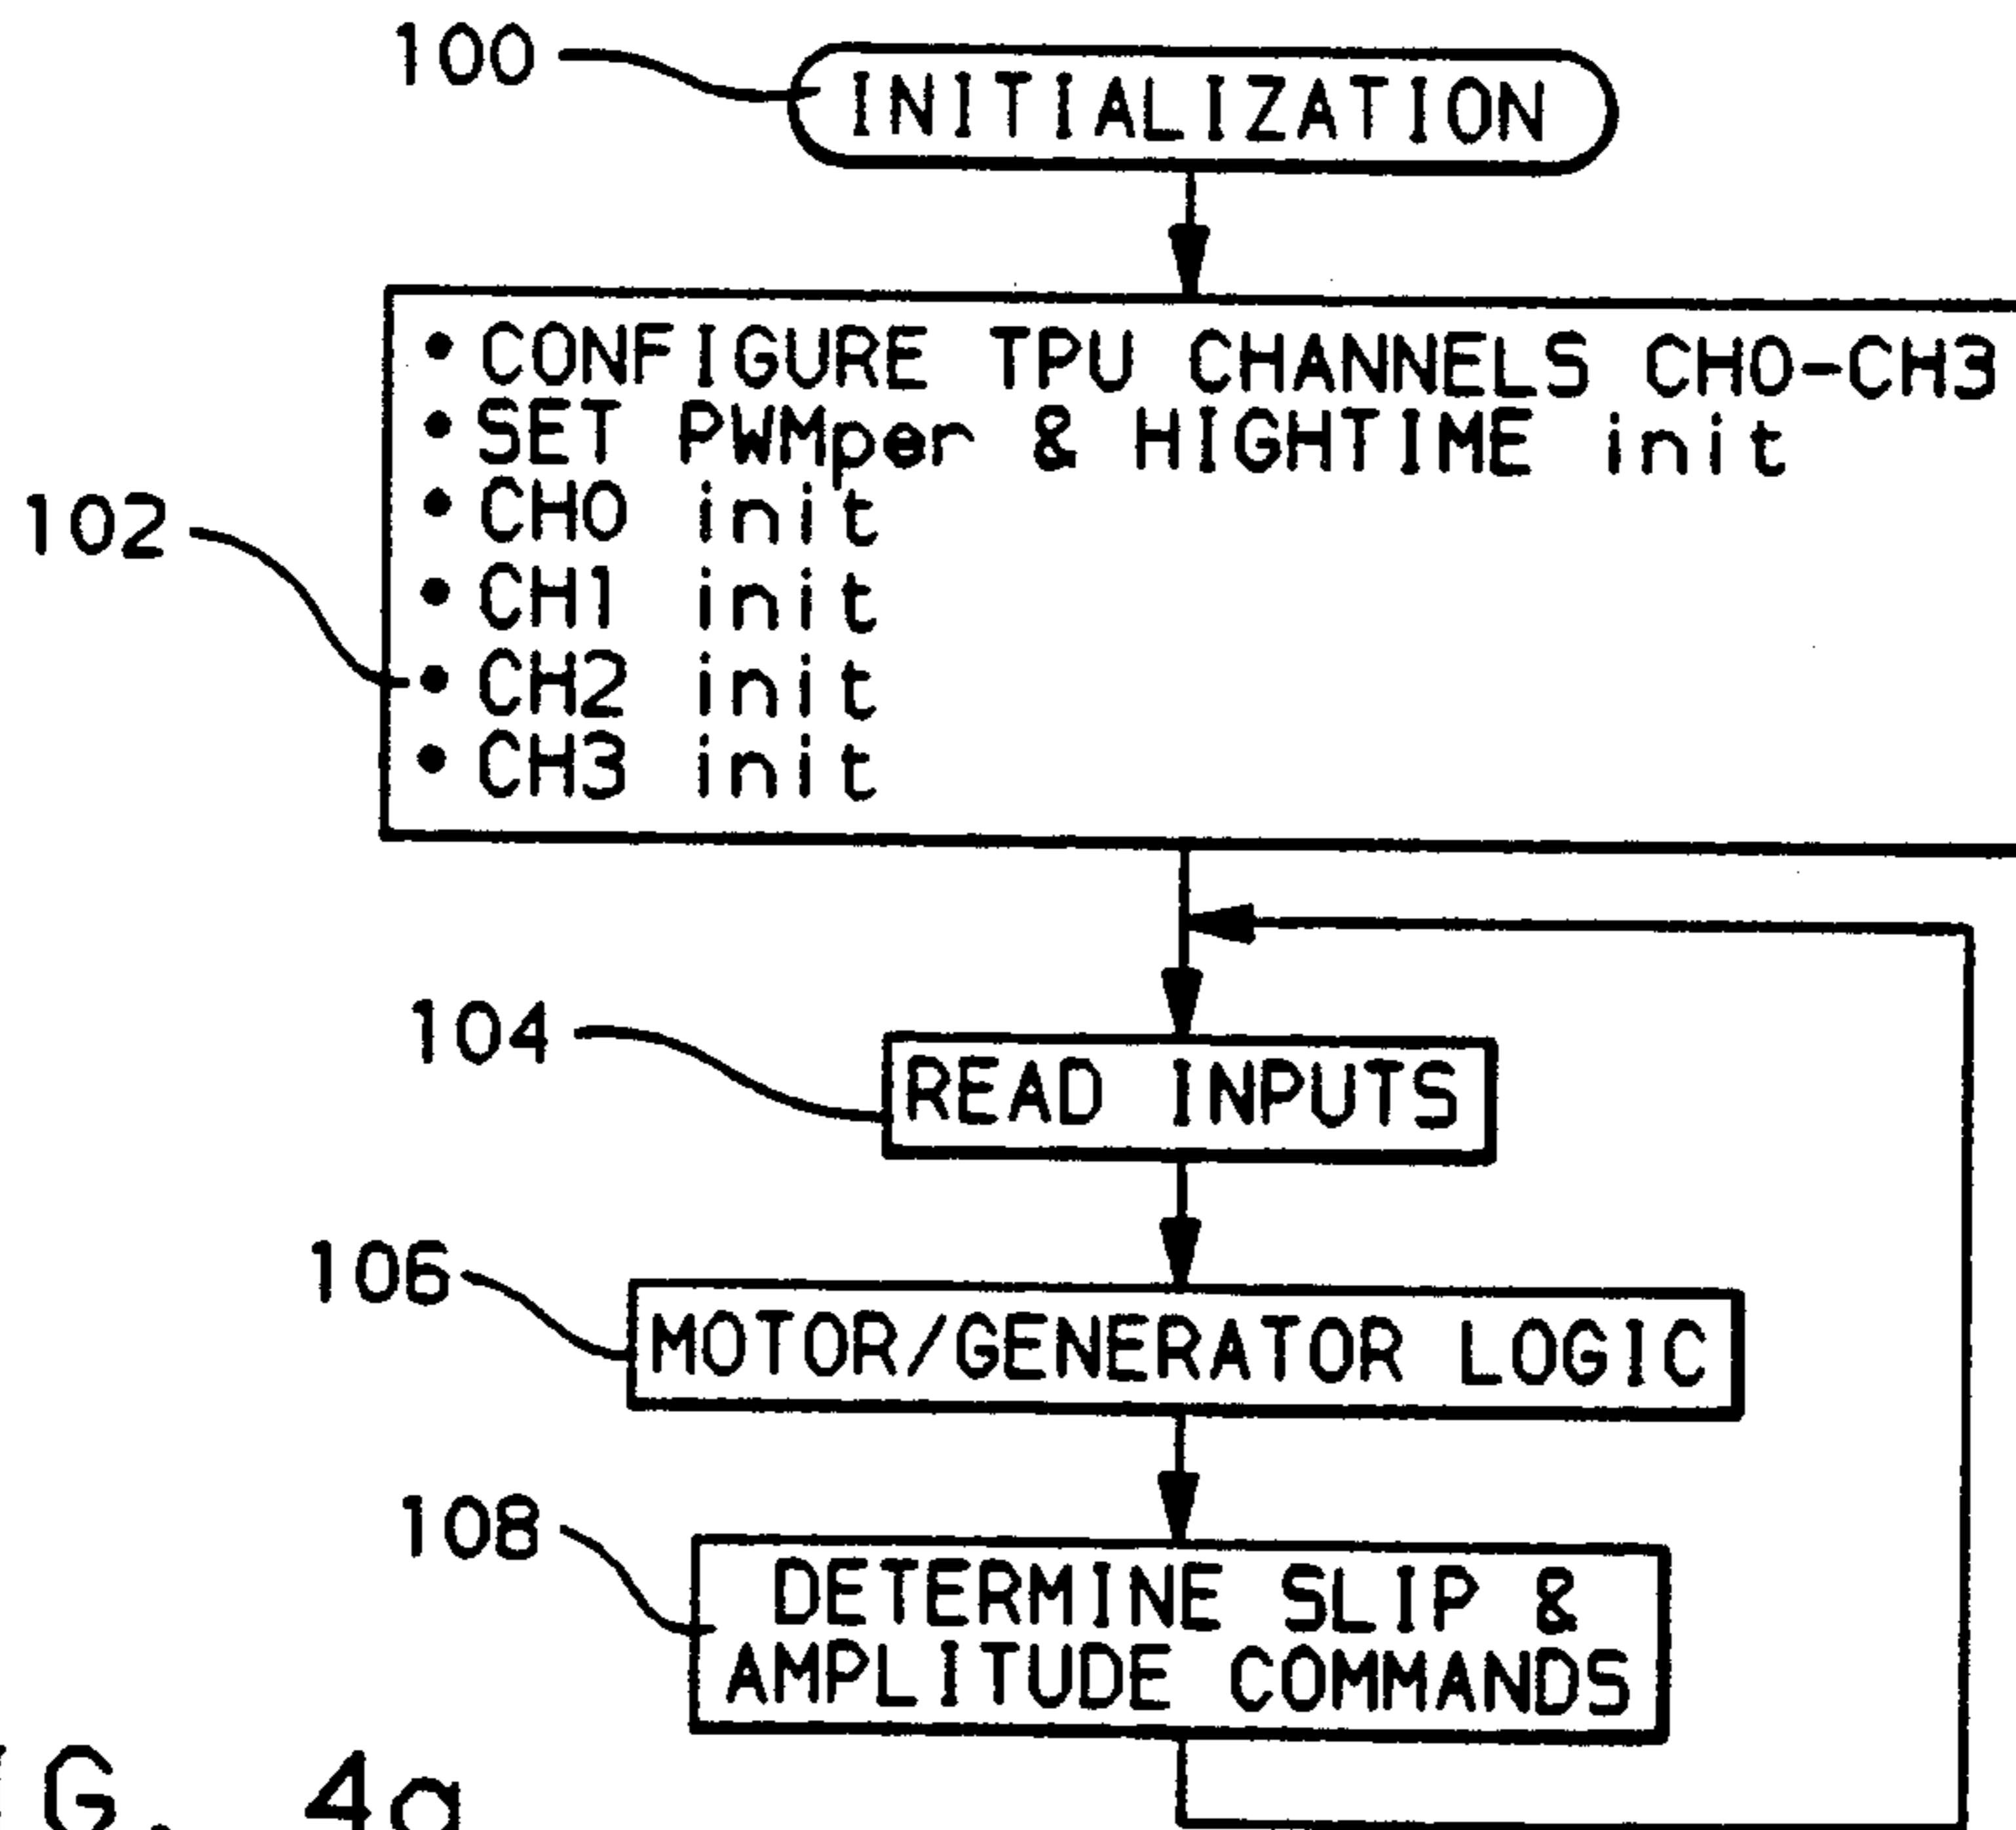 100
INITIALIZATION
• CONFIGURE TPU CHANNELS CH0-CH3
• SET PWMper & HIGHTIME init
• CH0 init
• CH1 init
102
• CH2 init
• CH3 init
104
READ INPUTS
106
MOTOR/GENERATOR LOGIC
108
DETERMINE SLIP &
AMPLITUDE COMMANDS
G. 4a